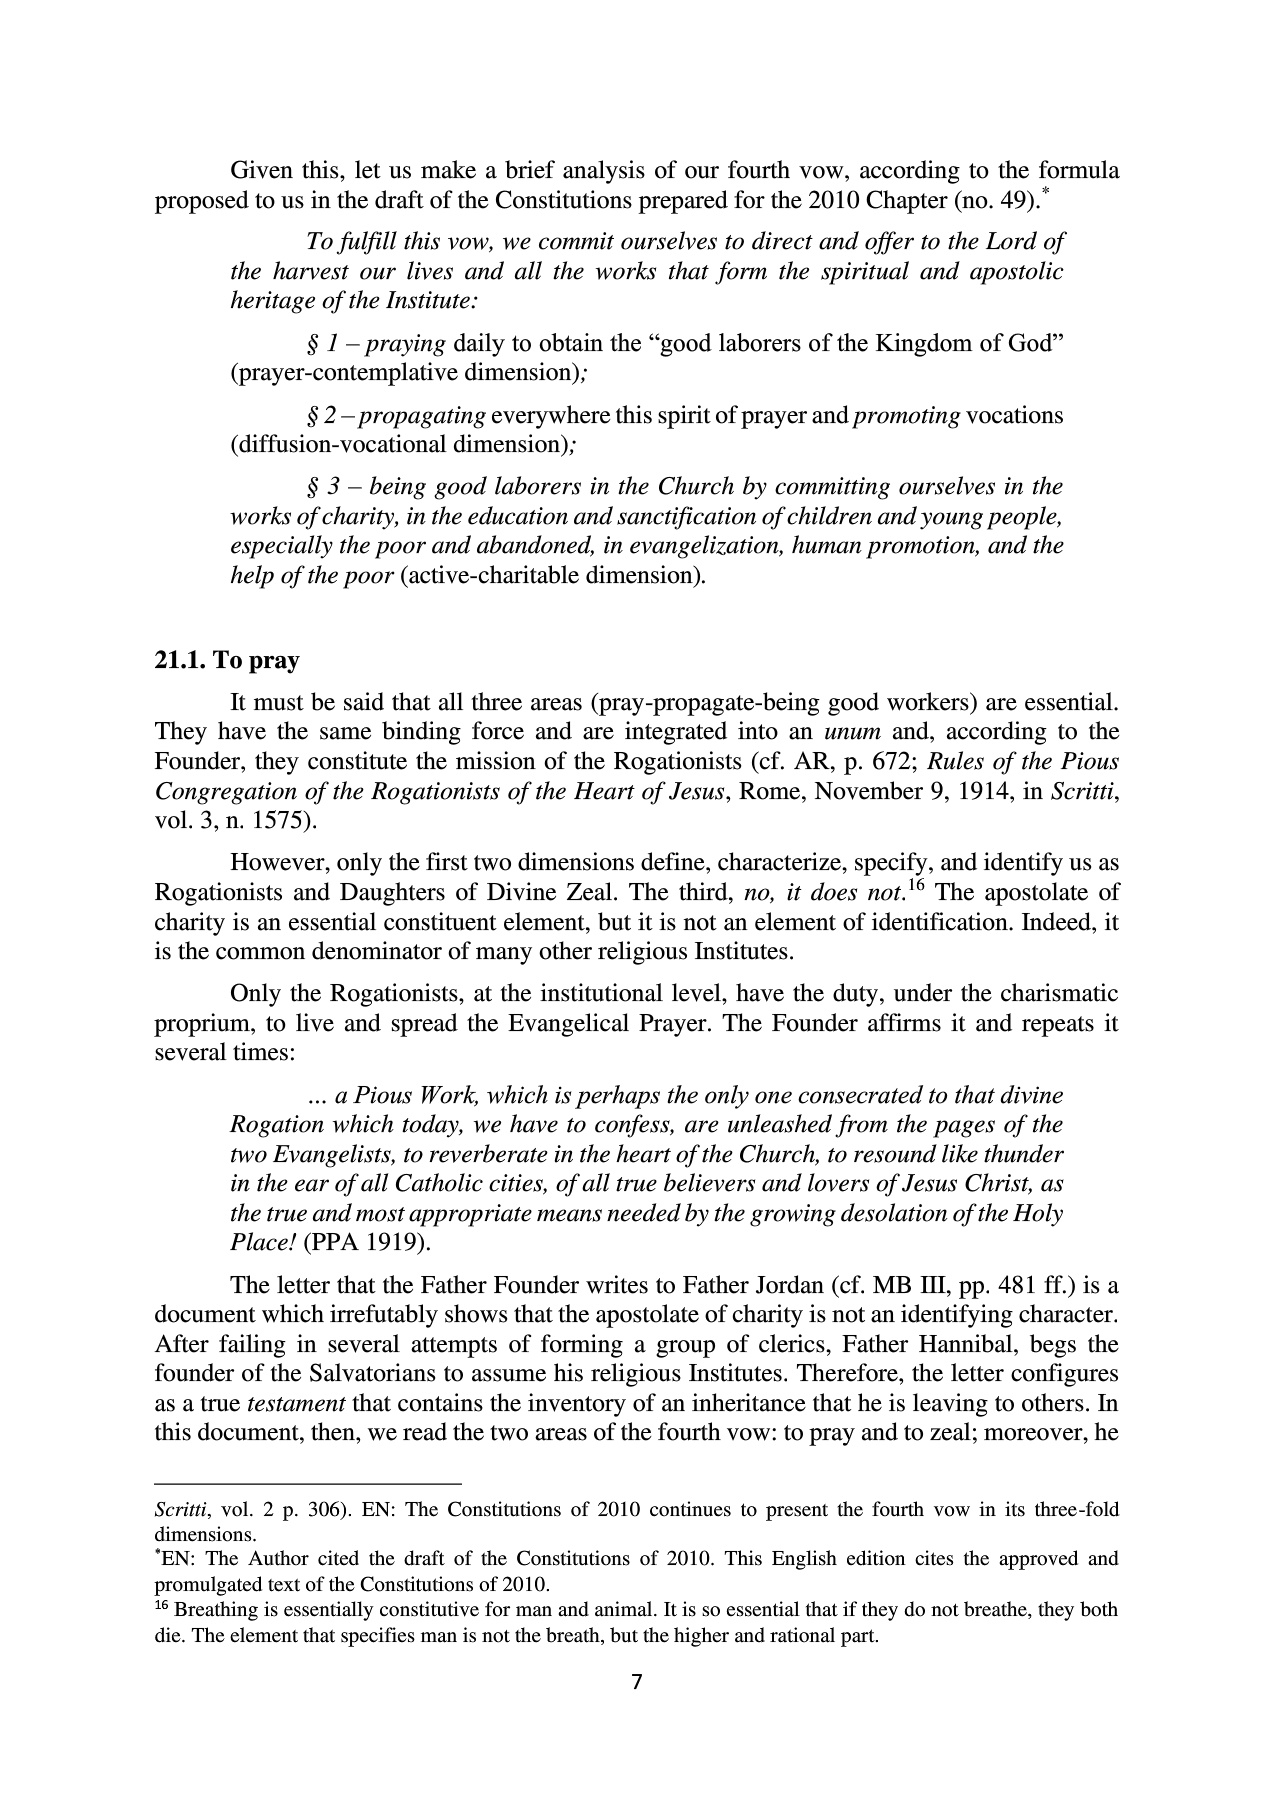 Given this, let us make a brief analysis of our fourth vow, according to the formula
proposed to us in the draft of the Constitutions prepared for the 2010 Chapter (no. 49).*
To fulfill this vow, we commit ourselves to direct and offer to the Lord of
the harvest our lives and all the works that form the spiritual and apostolic
heritage of the Institute:
§ 1 – praying daily to obtain the “good laborers of the Kingdom of God”
(prayer-contemplative dimension);
§ 2 – propagating everywhere this spirit of prayer and promoting vocations
(diffusion-vocational dimension);
§ 3 – being good laborers in the Church by committing ourselves in the
works of charity, in the education and sanctification of children and young people,
especially the poor and abandoned, in evangelization, human promotion, and the
help of the poor (active-charitable dimension).
21.1. To pray
It must be said that all three areas (pray-propagate-being good workers) are essential.
They have the same binding force and are integrated into an unum and, according to the
Founder, they constitute the mission of the Rogationists (cf. AR, p. 672; Rules of the Pious
Congregation of the Rogationists of the Heart of Jesus, Rome, November 9, 1914, in Scritti,
vol. 3, n. 1575).
However, only the first two dimensions define, characterize, specify, and identify us as
Rogationists and Daughters of Divine Zeal. The third, no, it does not.16 The apostolate of
charity is an essential constituent element, but it is not an element of identification. Indeed, it
is the common denominator of many other religious Institutes.
Only the Rogationists, at the institutional level, have the duty, under the charismatic
proprium, to live and spread the Evangelical Prayer. The Founder affirms it and repeats it
several times:
... a Pious Work, which is perhaps the only one consecrated to that divine
Rogation which today, we have to confess, are unleashed from the pages of the
two Evangelists, to reverberate in the heart of the Church, to resound like thunder
in the ear of all Catholic cities, of all true believers and lovers of Jesus Christ, as
the true and most appropriate means needed by the growing desolation of the Holy
Place! (PPA 1919).
The letter that the Father Founder writes to Father Jordan (cf. MB III, pp. 481 ff.) is a
document which irrefutably shows that the apostolate of charity is not an identifying character.
After failing in several attempts of forming a group of clerics, Father Hannibal, begs the
founder of the Salvatorians to assume his religious Institutes. Therefore, the letter configures
as a true testament that contains the inventory of an inheritance that he is leaving to others. In
this document, then, we read the two areas of the fourth vow: to pray and to zeal; moreover, he
Scritti, vol. 2 p. 306). EN: The Constitutions of 2010 continues to present the fourth vow in its three-fold
dimensions.
*EN: The Author cited the draft of the Constitutions of 2010. This English edition cites the approved and
promulgated text of the Constitutions of 2010.
16 Breathing is essentially constitutive for man and animal. It is so essential that if they do not breathe, they both
die. The element that specifies man is not the breath, but the higher and rational part.
7